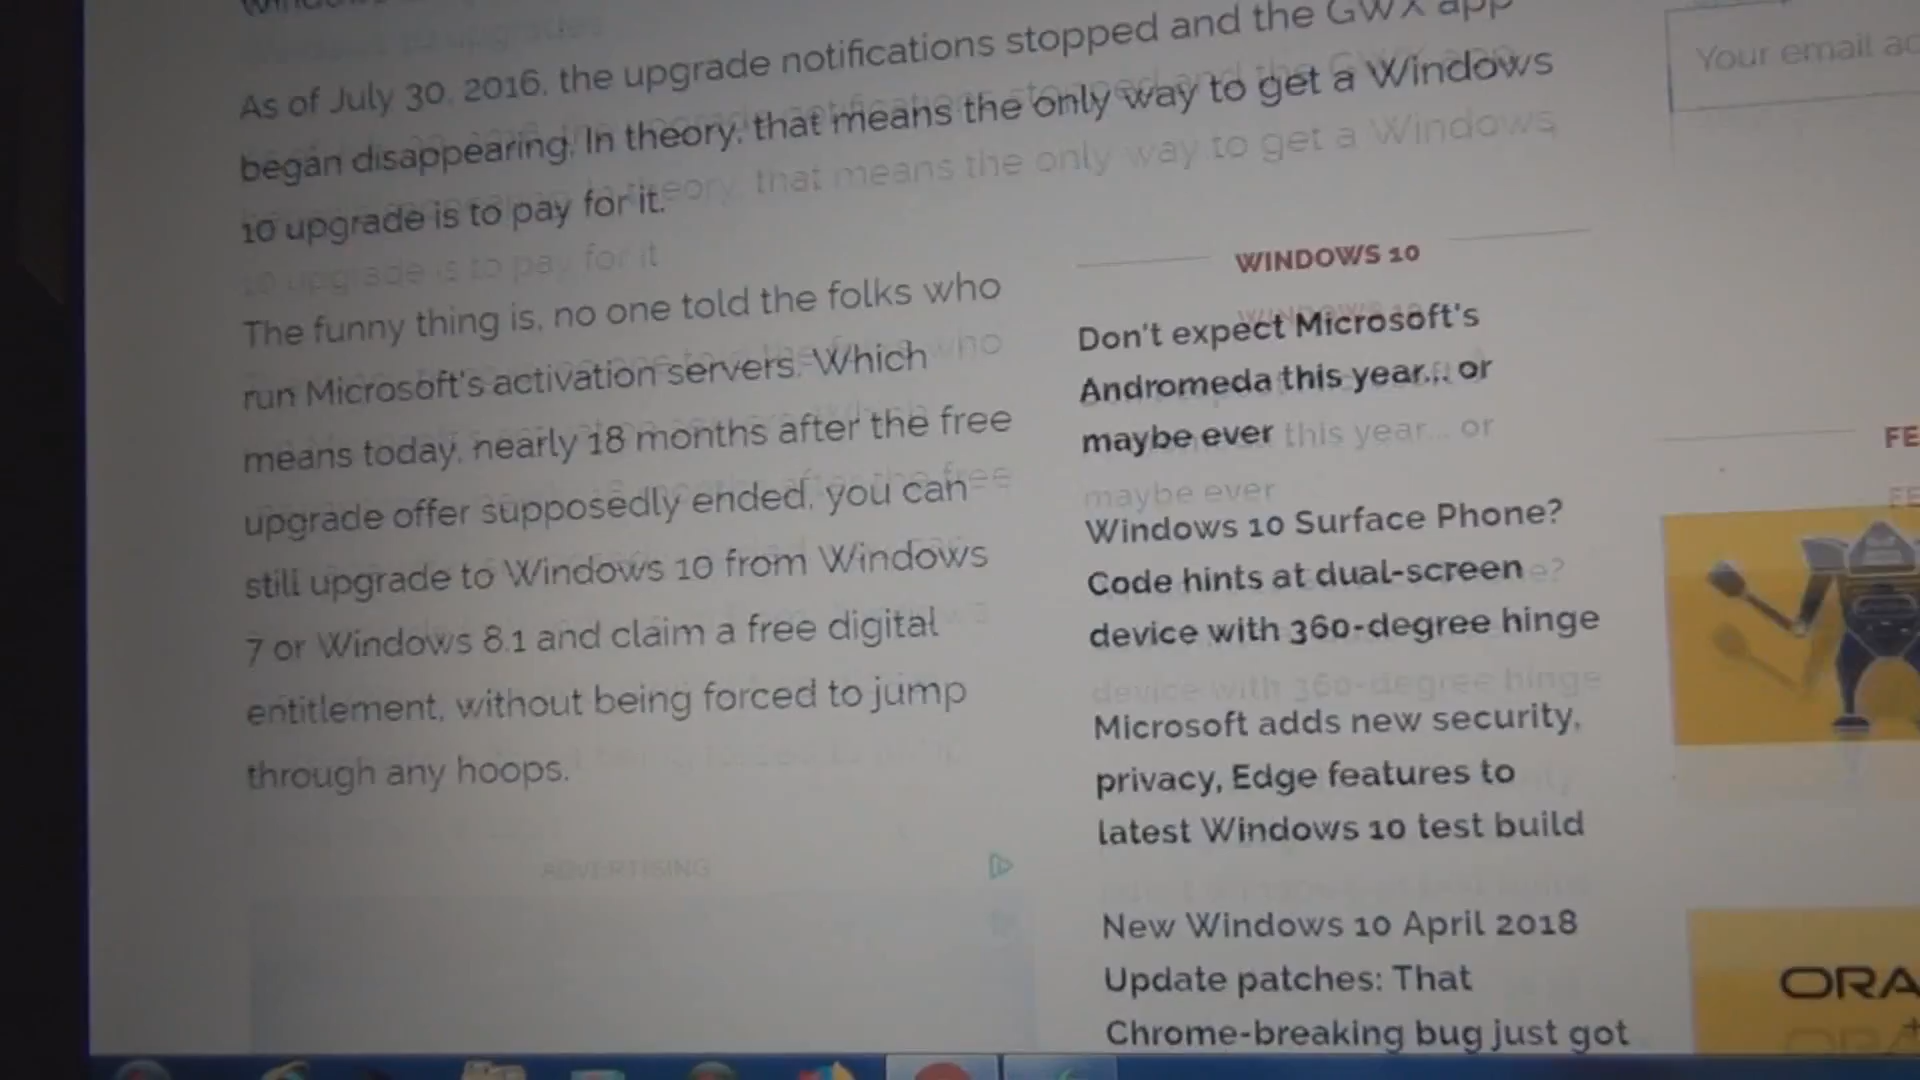 As of July 30, 2016, the upgrade notifications stopped and the GWX app
began disappearing. In theory, that means the only way to get a Windows
10 upgrade is to pay for it.
The funny thing is, no one told the folks who
run Microsoft's activation servers. Which
means today, nearly 18 months after the free
upgrade offer supposedly ended, you can
still upgrade to Windows 10 from Windows
7 or Windows 8.1 and claim a free digital
entitlement, without being forced to jump
through any hoops.
ADVERTISING
WINDOWS 10
Don't expect Microsoft's
Andromeda this year... or
maybe ever
Windows 10 Surface Phone?
Code hints at dual-screen
device with 360-degree hinge
Microsoft adds new security,
privacy, Edge features to
latest Windows 10 test build
New Windows 10 April 2018
Update patches: That
Chrome-breaking bug just got
Your email ad
FE
ORA